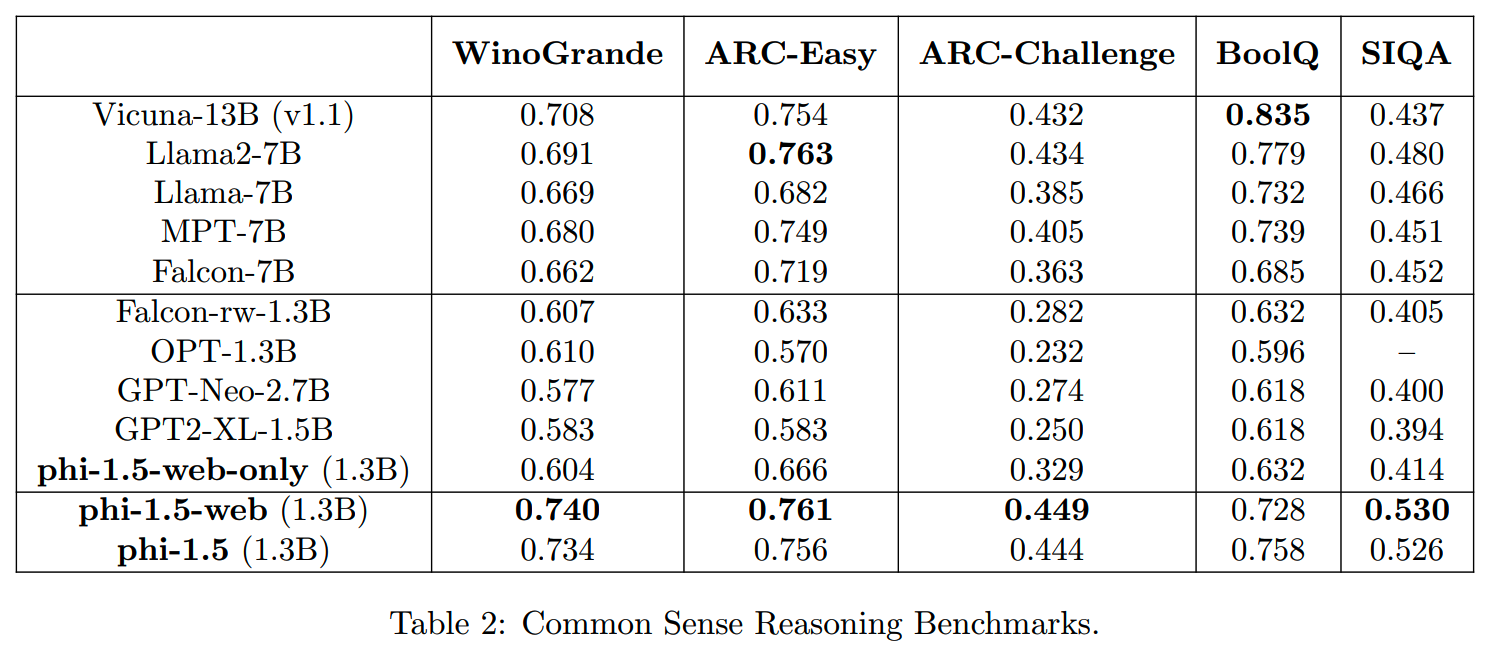 WinoGrande ARC-Easy ARC-Challenge BoolQ SIQA
Vicuna-13B (v1.1) 0.708 0.754 0.432 0.835 0.437
Llama2-7B 0.691 0.763 0.434 0.779 0.480
Llama-7B 0.669 0.682 0.385 0.732 0.466
MPT-7B 0.680 0.749 0.405 0.739 0.451
Falcon-7B 0.662 0.719 0.363 0.685 0.452
Falcon-rw-1.3B 0.607 0.633 0.282 0.632 0.405
OPT-1.3B 0.610 0.570 0.232 0.596 –
GPT-Neo-2.7B 0.577 0.611 0.274 0.618 0.400
GPT2-XL-1.5B 0.583 0.583 0.250 0.618 0.394
phi-1.5-web-only (1.3B) 0.604 0.666 0.329 0.632 0.414
phi-1.5-web (1.3B) 0.740 0.761 0.449 0.728 0.530
phi-1.5 (1.3B) 0.734 0.756 0.444 0.758 0.526
Table 2: Common Sense Reasoning Benchmarks.